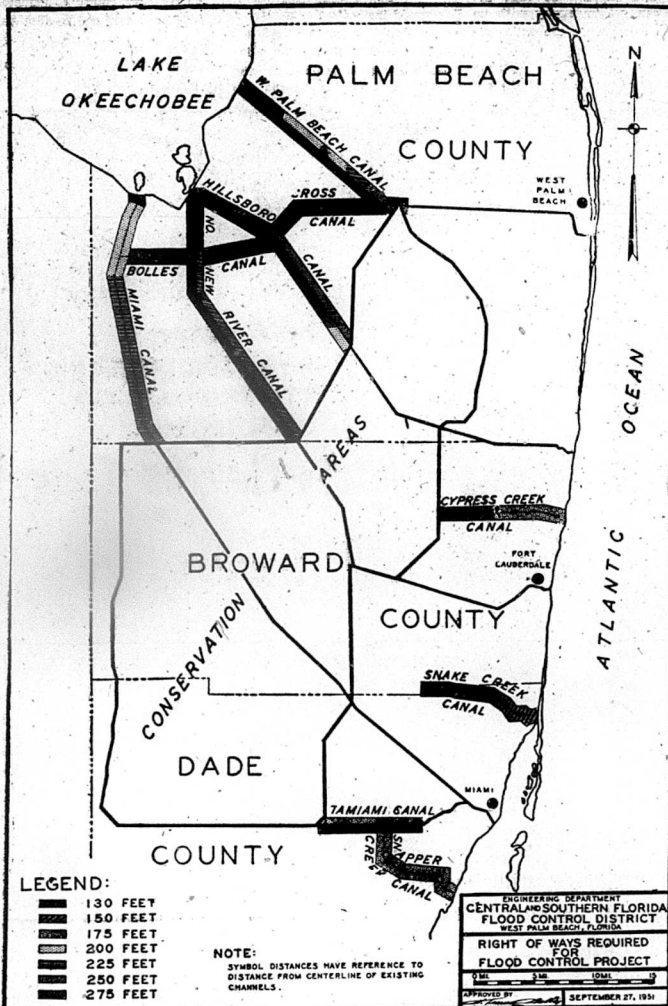 LAKE
OKEECHOBEE
PALM BEACH
COUNTY
N
W. PALM BEACH CANAL
WEST
PALM
BEACH
HILLSBORO
CANAL
CROSS
CANAL
BOLLES
CANAL
NO. NEW
RIVER CANAL
MIAMI CANAL
OCEAN
ATLANTIC
AREAS
CONSERVATION
CYPRESS CREEK
CANAL
FORT
LAUDERDALE
BROWARD
COUNTY
SNAKE CREEK
CANAL
DADE
COUNTY
MIAMI
TAMIAMI CANAL
SNAPPER
CREEK
CANAL
LEGEND:
130 FEET
150 FEET
175 FEET
200 FEET
225 FEET
250 FEET
275 FEET
NOTE:
SYMBOL DISTANCES HAVE REFERENCE TO
DISTANCE FROM CENTERLINE OF EXISTING
CHANNELS.
ENGINEERING DEPARTMENT
CENTRAL AND SOUTHERN FLORIDA
FLOOD CONTROL DISTRICT
WEST PALM BEACH, FLORIDA
RIGHT OF WAYS REQUIRED
FOR
FLOOD CONTROL PROJECT
0 MI. 5 MI. 10 MI. 15
APPROVED BY
SEPTEMBER 27, 1951